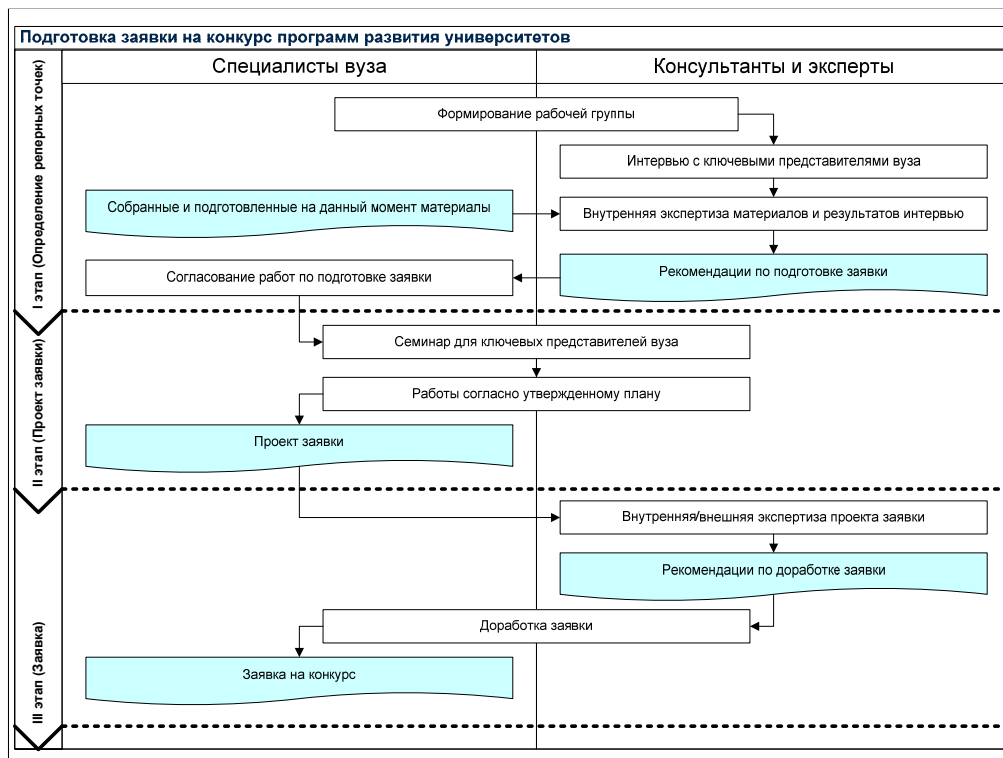 Подготовка заявки на конкурс программ развития университетов
Специалисты вуза
Консультанты и эксперты
I этап (Определение реперных точек)
Формирование рабочей группы
Интервью с ключевыми представителями вуза
Собранные и подготовленные на данный момент материалы
Внутренняя экспертиза материалов и результатов интервью
Согласование работ по подготовке заявки
Рекомендации по подготовке заявки
II этап (Проект заявки)
Семинар для ключевых представителей вуза
Работы согласно утвержденному плану
Проект заявки
III этап (Заявка)
Внутренняя/внешняя экспертиза проекта заявки
Рекомендации по доработке заявки
Доработка заявки
Заявка на конкурс